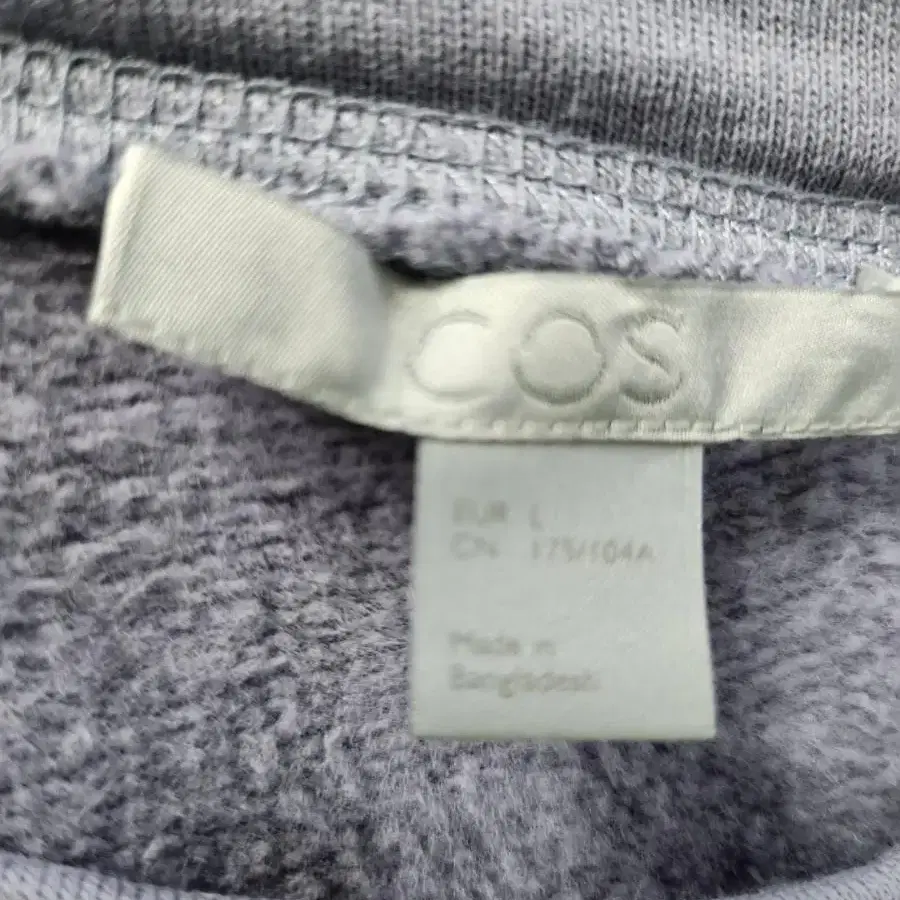 COS
EUR L
CN 175/104A
Made in
Bangladesh